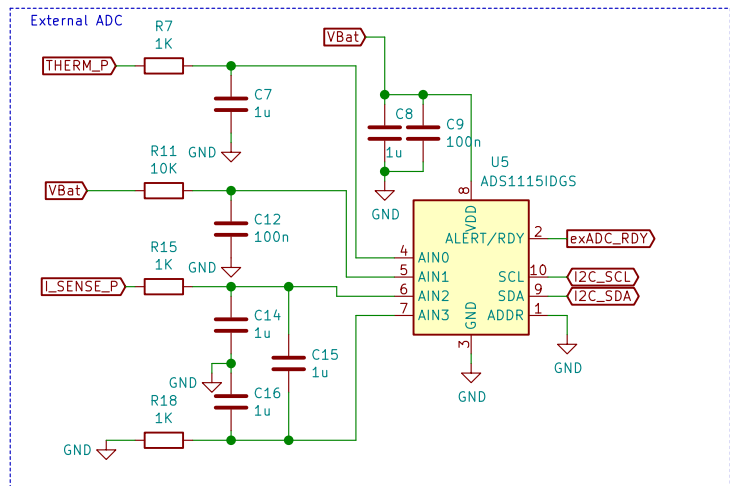 External ADC
R7
1K
THERM_P
C7
1u
GND
VBat
C8
1u
C9
100n
GND
R11
10K
VBat
C12
100n
GND
R15
1K
I_SENSE_P
C14
1u
GND
C15
1u
C16
1u
R18
1K
GND
U5
ADS1115IDGS
8
VDD
ALERT/RDY
2
exADC_RDY
4
AIN0
5
AIN1
6
AIN2
7
AIN3
SCL
10
I2C_SCL
SDA
9
I2C_SDA
ADDR
1
GND
GND
3
GND